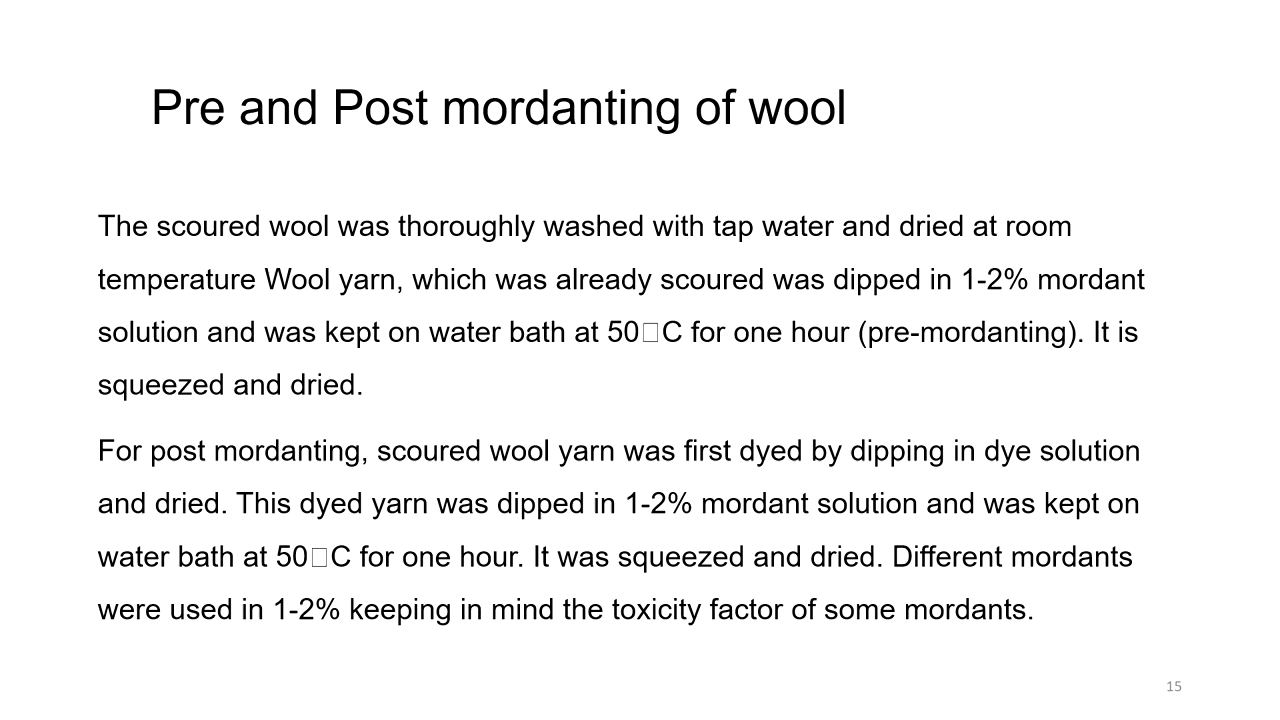 Pre and Post mordanting of wool
The scoured wool was thoroughly washed with tap water and dried at room
temperature Wool yarn, which was already scoured was dipped in 1-2% mordant
solution and was kept on water bath at 50□C for one hour (pre-mordanting). It is
squeezed and dried.
For post mordanting, scoured wool yarn was first dyed by dipping in dye solution
and dried. This dyed yarn was dipped in 1-2% mordant solution and was kept on
water bath at 50□C for one hour. It was squeezed and dried. Different mordants
were used in 1-2% keeping in mind the toxicity factor of some mordants.
15